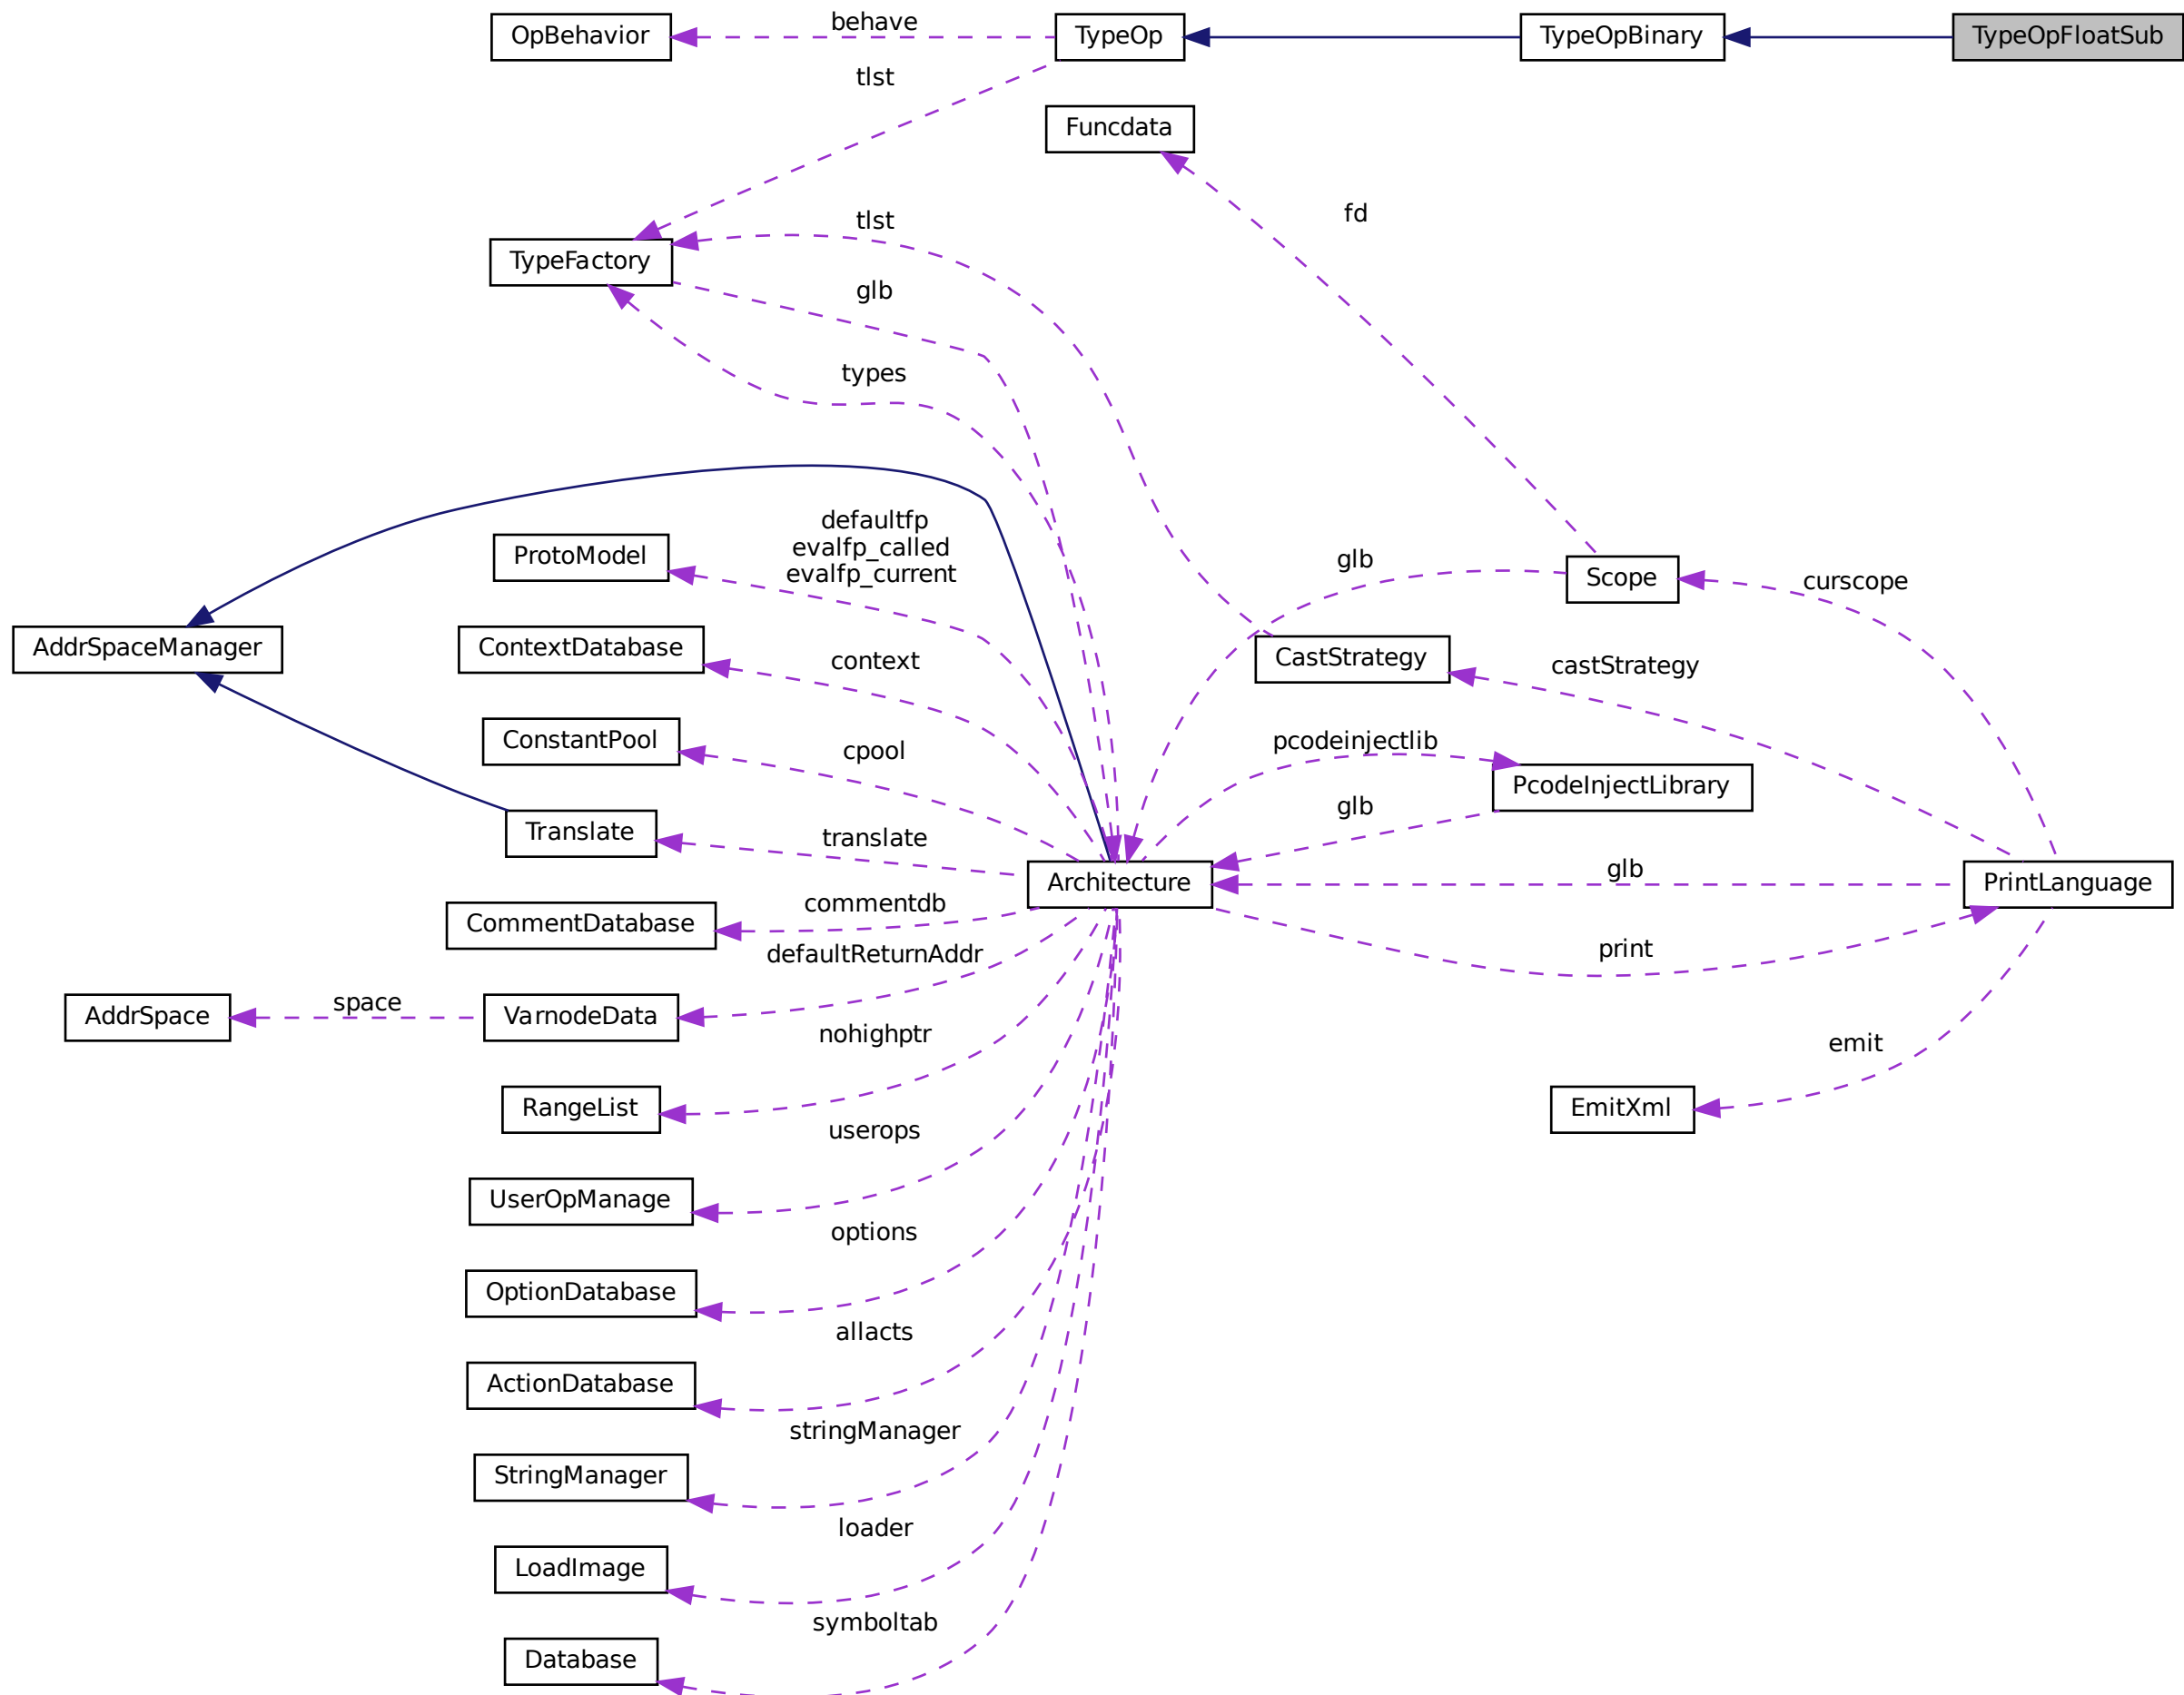 OpBehavior
behave
TypeOp
TypeOpBinary
TypeOpFloatSub
tlst
Funcdata
fd
tlst
TypeFactory
glb
types
defaultfp
evalfp_called
evalfp_current
ProtoModel
glb
Scope
curscope
AddrSpaceManager
ContextDatabase
context
CastStrategy
castStrategy
ConstantPool
cpool
pcodeinjectlib
PcodeInjectLibrary
glb
Translate
translate
Architecture
glb
PrintLanguage
CommentDatabase
commentdb
print
defaultReturnAddr
AddrSpace
space
VarnodeData
nohighptr
emit
RangeList
EmitXml
userops
UserOpManage
options
OptionDatabase
allacts
ActionDatabase
stringManager
StringManager
loader
LoadImage
symboltab
Database